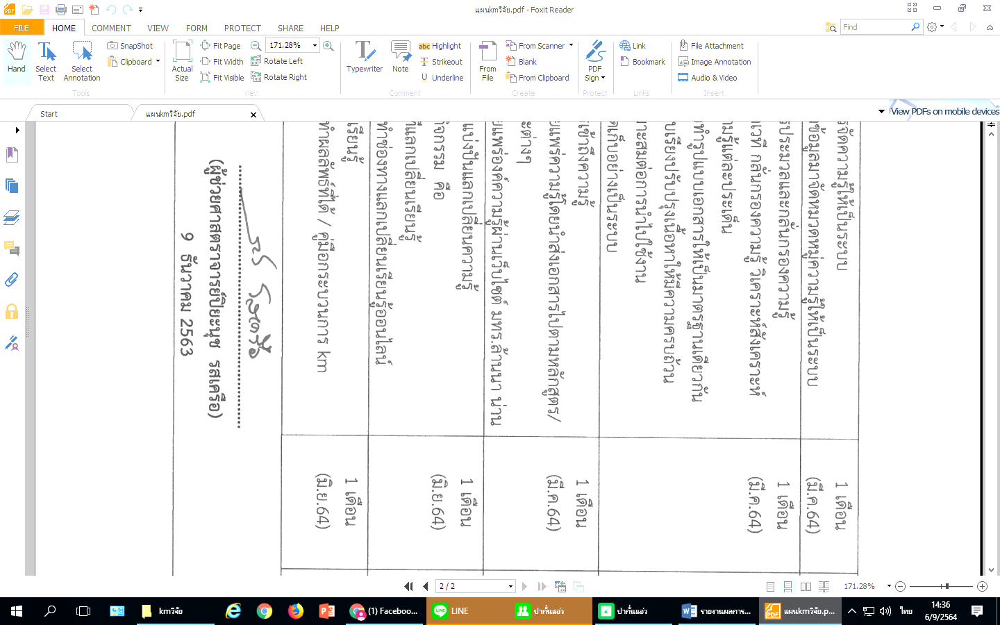 แผนkmวิจัย.pdf - Foxit Reader
FILE HOME COMMENT VIEW FORM PROTECT SHARE HELP
Find
Hand
Select Text
Select Annotation
SnapShot
Clipboard
Tools
Actual Size
Fit Page
Fit Width
Fit Visible
171.28%
Rotate Left
Rotate Right
View
Typewriter
Note
Highlight
Strikeout
Underline
Comment
From File
From Scanner
Blank
From Clipboard
Create
PDF Sign
Protect
Link
Bookmark
Links
File Attachment
Image Annotation
Audio & Video
Insert
Start
แผนkmวิจัย.pdf
View PDFs on mobile devices
จัดความรู้ให้เป็นระบบ
ข้อมูลมาจัดหมวดหมู่ความรู้ให้เป็นระบบ
1 เดือน
(มี.ค.64)
ประมวลและกลั่นกรองความรู้
เวที กลั่นกรองความรู้ วิเคราะห์สังเคราะห์
มรู้แต่ละประเด็น
ทำรูปแบบเอกสารให้เป็นมาตรฐานเดียวกัน
บเรียงปรับปรุงเนื้อหาให้มีความครบถ้วน
าะสมต่อการนำไปใช้งาน
ดเก็บอย่างเป็นระบบ
1 เดือน
(มี.ค.64)
เข้าถึงความรู้
ยแพร่ความรู้โดยนำส่งเอกสารไปตามหลักสูตร/
ะต่างๆ
ยแพร่องค์ความรู้ผ่านเว็บไซต์ มทร.ล้านนา น่าน
1 เดือน
(มี.ค.64)
แบ่งปันแลกเปลี่ยนความรู้
กิจกรรม คือ
ทีแลกเปลี่ยนเรียนรู้
ทำช่องทางแลกเปลี่ยนเรียนรู้ออนไลน์
1 เดือน
(มิ.ย.64)
เรียนรู้
ทำผลลัพธ์ที่ได้ / คู่มือกระบวนการ km
1 เดือน
(มิ.ย.64)
(ผู้ช่วยศาสตราจารย์ปิยะนุช รสเครือ)
9 ธันวาคม 2563
2 / 2
171.28%
kmวิจัย
(1) Faceboo...
LINE
ปากั๋นแอ่ว
ปากั๋นแอ่ว
รายงานผลการ...
แผนkmวิจัย.p...
ไทย
14:36
6/9/2564